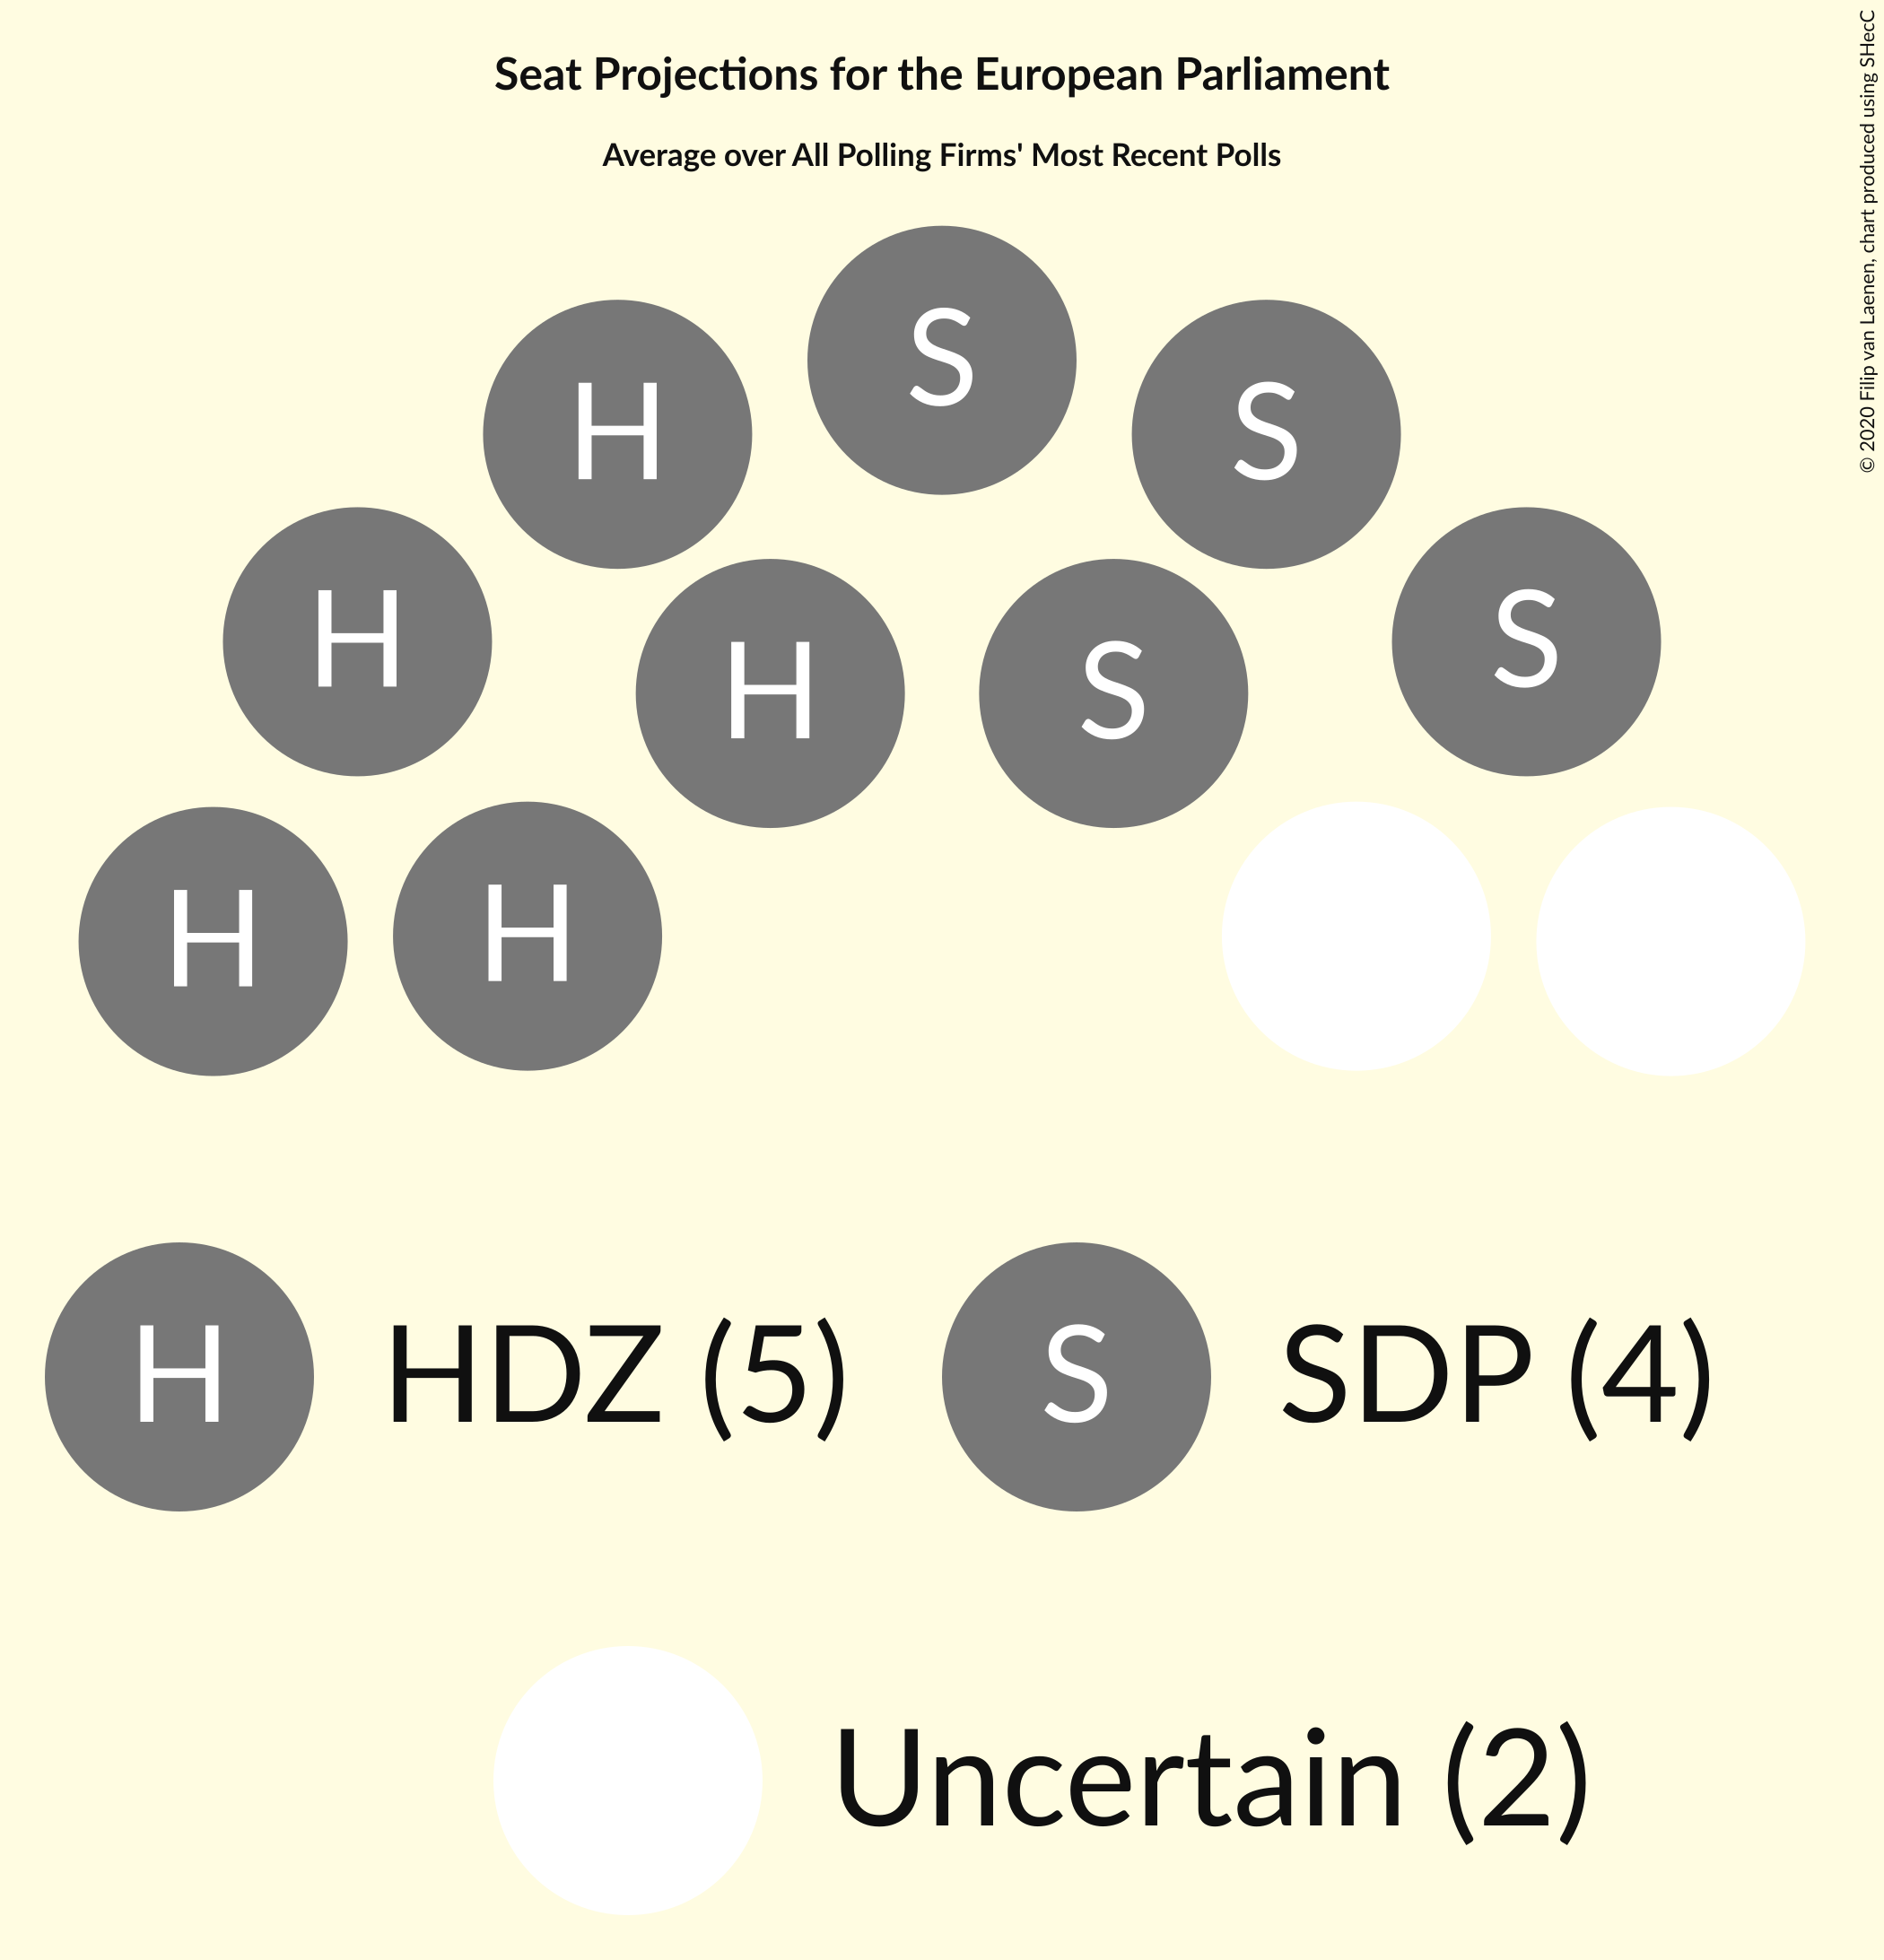 Seat Projections for the European Parliament
Average over All Polling Firms' Most Recent Polls
© 2020 Filip van Laenen, chart produced using SHecC
S
H
S
H
S
H
S
H
H
H
HDZ (5)
S
SDP (4)
Uncertain (2)